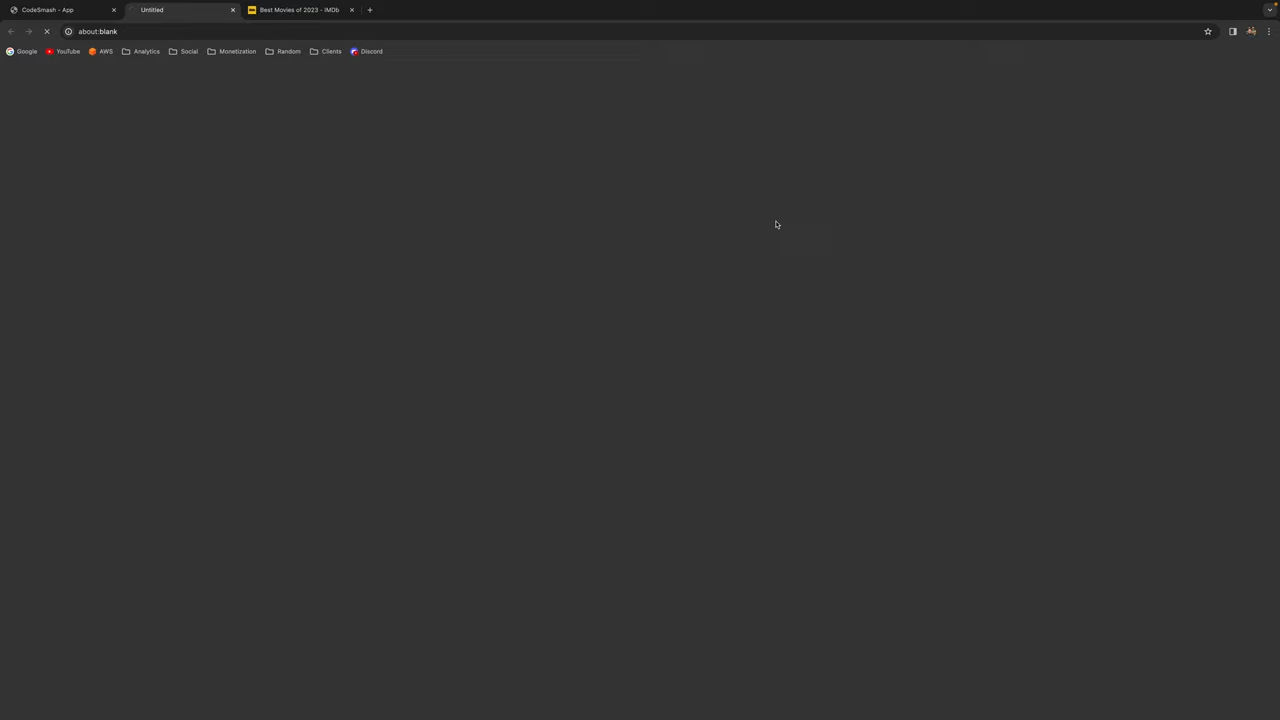 CodeSmash - App
Untitled
Best Movies of 2023 - IMDb
about:blank
Google
YouTube
AWS
Analytics
Social
Monetization
Random
Clients
Discord